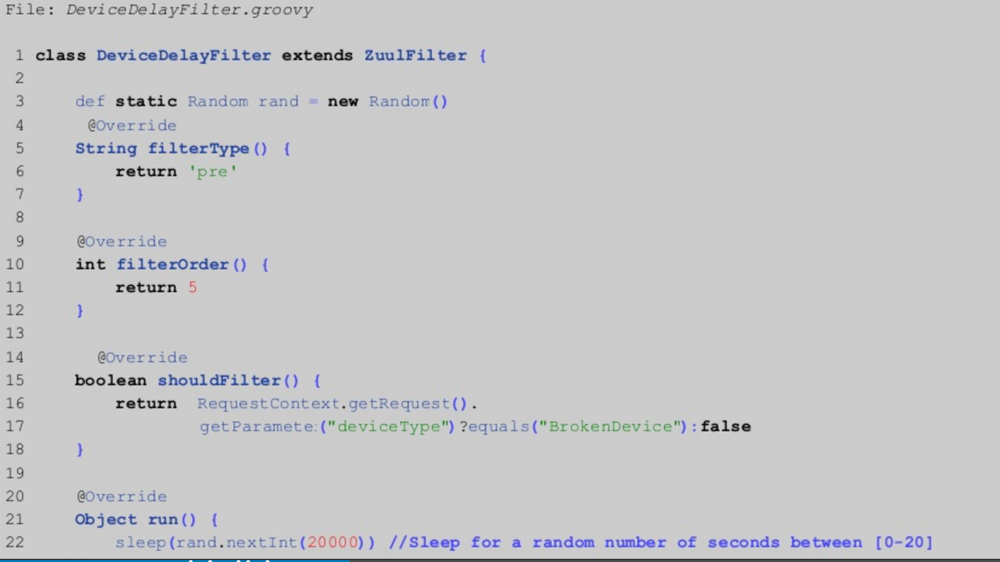 File: DeviceDelayFilter.groovy
1 class DeviceDelayFilter extends ZuulFilter {
2
3 def static Random rand = new Random()
4 @Override
5 String filterType() {
6 return 'pre'
7 }
8
9 @Override
10 int filterOrder() {
11 return 5
12 }
13
14 @Override
15 boolean shouldFilter() {
16 return RequestContext.getRequest().
17 getParamete:("deviceType")?equals("BrokenDevice"):false
18 }
19
20 @Override
21 Object run() {
22 sleep(rand.nextInt(20000)) //Sleep for a random number of seconds between [0-20]